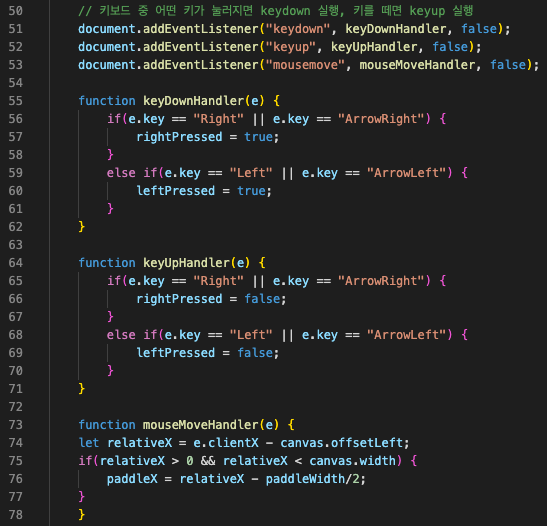 50 // 키보드 중 어떤 키가 눌러지면 keydown 실행, 키를 떼면 keyup 실행
51 document.addEventListener("keydown", keyDownHandler, false);
52 document.addEventListener("keyup", keyUpHandler, false);
53 document.addEventListener("mousemove", mouseMoveHandler, false);
54
55 function keyDownHandler(e) {
56     if(e.key == "Right" || e.key == "ArrowRight") {
57         rightPressed = true;
58     }
59     else if(e.key == "Left" || e.key == "ArrowLeft") {
60         leftPressed = true;
61     }
62 }
63
64 function keyUpHandler(e) {
65     if(e.key == "Right" || e.key == "ArrowRight") {
66         rightPressed = false;
67     }
68     else if(e.key == "Left" || e.key == "ArrowLeft") {
69         leftPressed = false;
70     }
71 }
72
73 function mouseMoveHandler(e) {
74 let relativeX = e.clientX - canvas.offsetLeft;
75 if(relativeX > 0 && relativeX < canvas.width) {
76     paddleX = relativeX - paddleWidth/2;
77 }
78 }